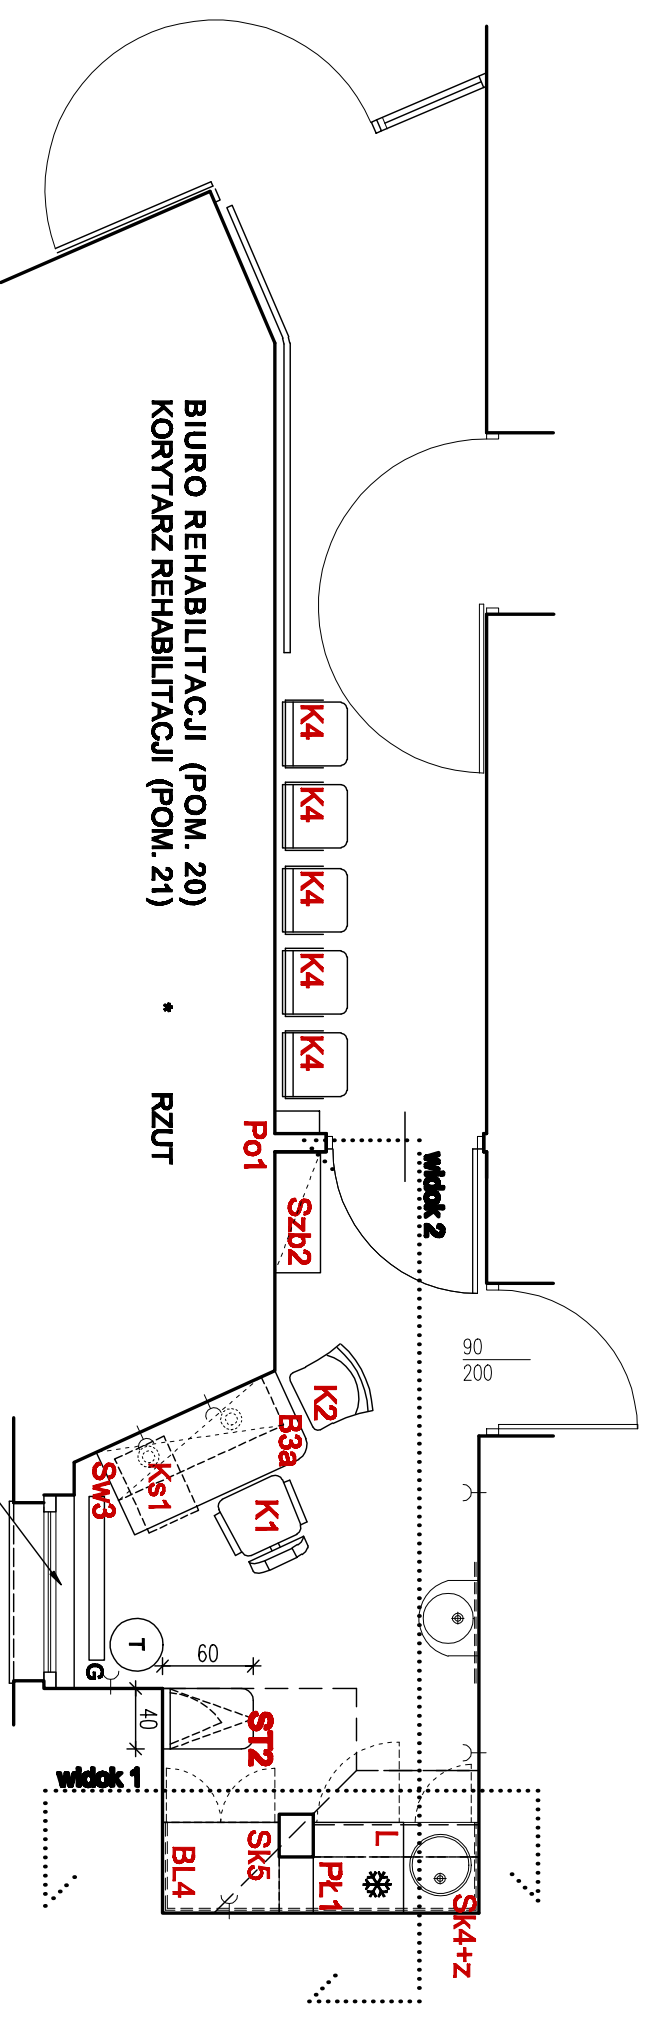 BIURO REHABILITACJI (POM. 20)
KORYTARZ REHABILITACJI (POM. 21) * RZUT
K4
K4
K4
K4
K4
Po1
widok 2
Szb2
90
200
K2
B3a
Ks1
Sw3
K1
T
G
60
40
ST2
widok 1
Sk5
BL4
L
PŁ1
Sk4+z